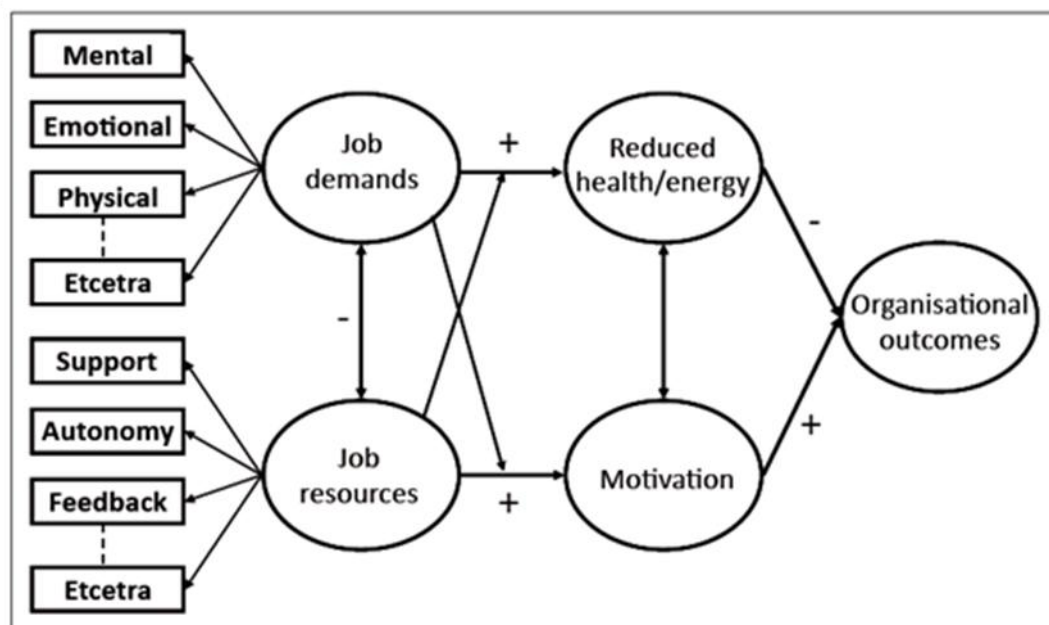 Mental
Emotional
Physical
Etcetra
Support
Autonomy
Feedback
Etcetra
Job
demands
-
Job
resources
+
+
Reduced
health/energy
Motivation
-
+
Organisational
outcomes